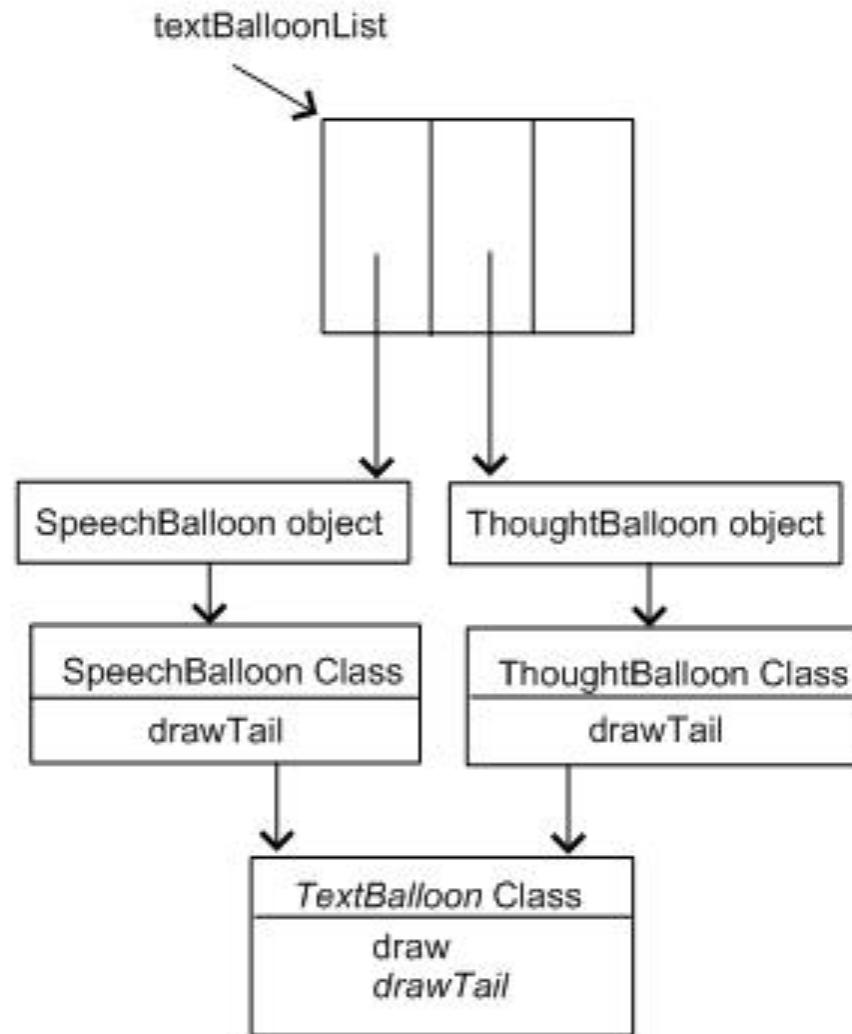 textBalloonList
SpeechBalloon object
ThoughtBalloon object
SpeechBalloon Class
drawTail
ThoughtBalloon Class
drawTail
TextBalloon Class
draw
drawTail